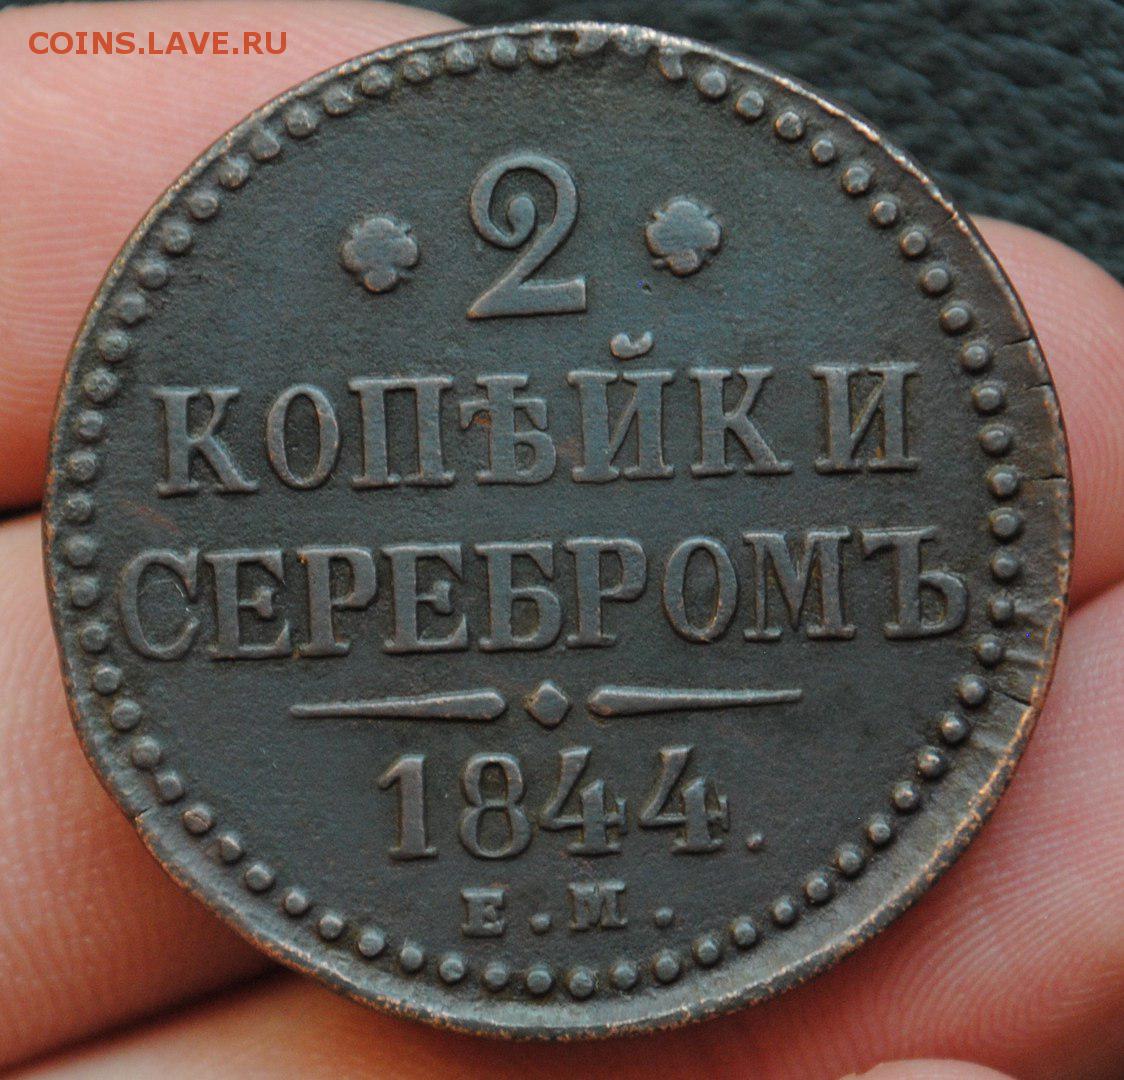 COINS.LAVE.RU
2
КОПѢЙКИ
СЕРЕБРОМЪ
1844.
Е.М.